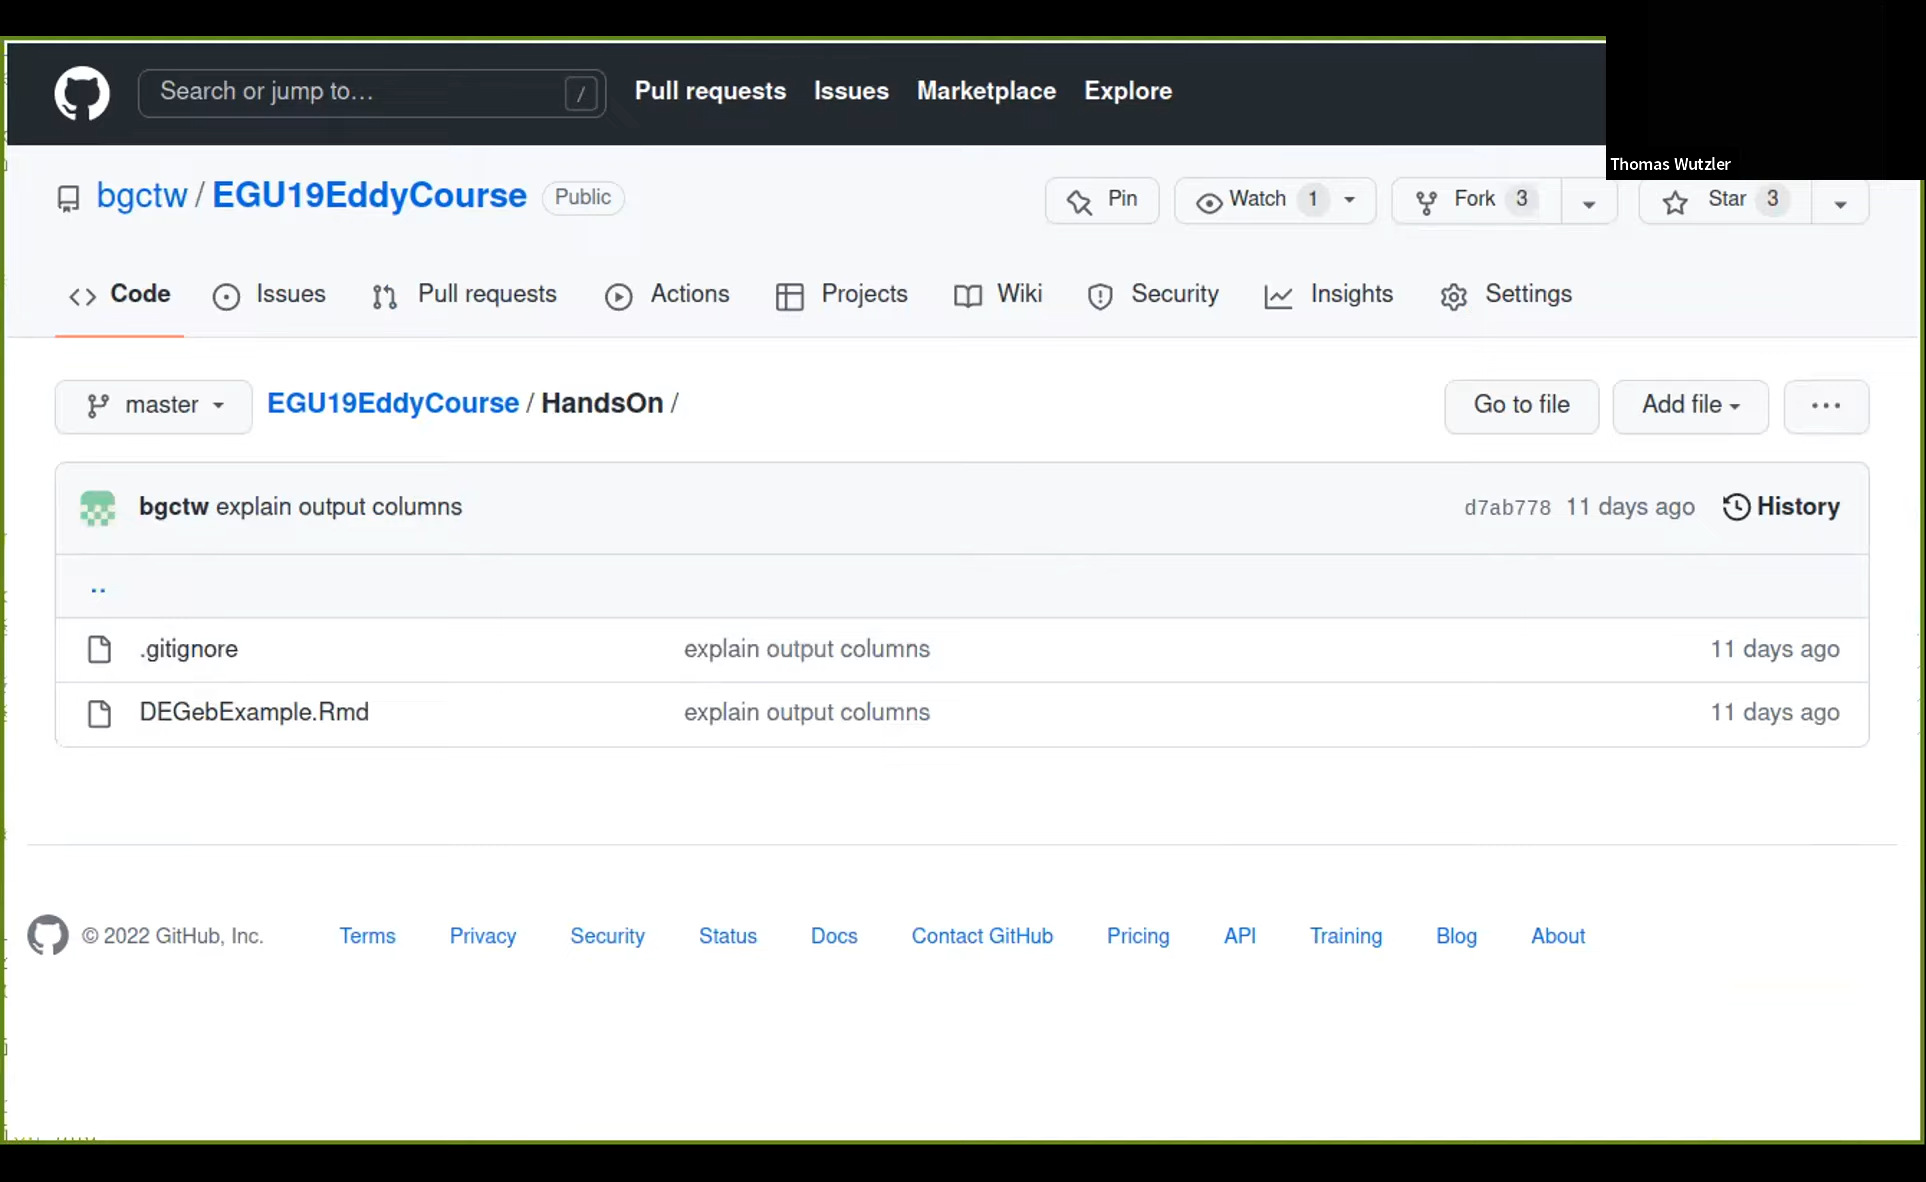 Search or jump to… /
Pull requests Issues Marketplace Explore
Thomas Wutzler
bgctw / EGU19EddyCourse Public
Pin Watch 1 Fork 3 Star 3
Code Issues Pull requests Actions Projects Wiki Security Insights Settings
master EGU19EddyCourse / HandsOn /
Go to file Add file ...
bgctw explain output columns d7ab778 11 days ago History
..
.gitignore explain output columns 11 days ago
DEGebExample.Rmd explain output columns 11 days ago
© 2022 GitHub, Inc. Terms Privacy Security Status Docs Contact GitHub Pricing API Training Blog About